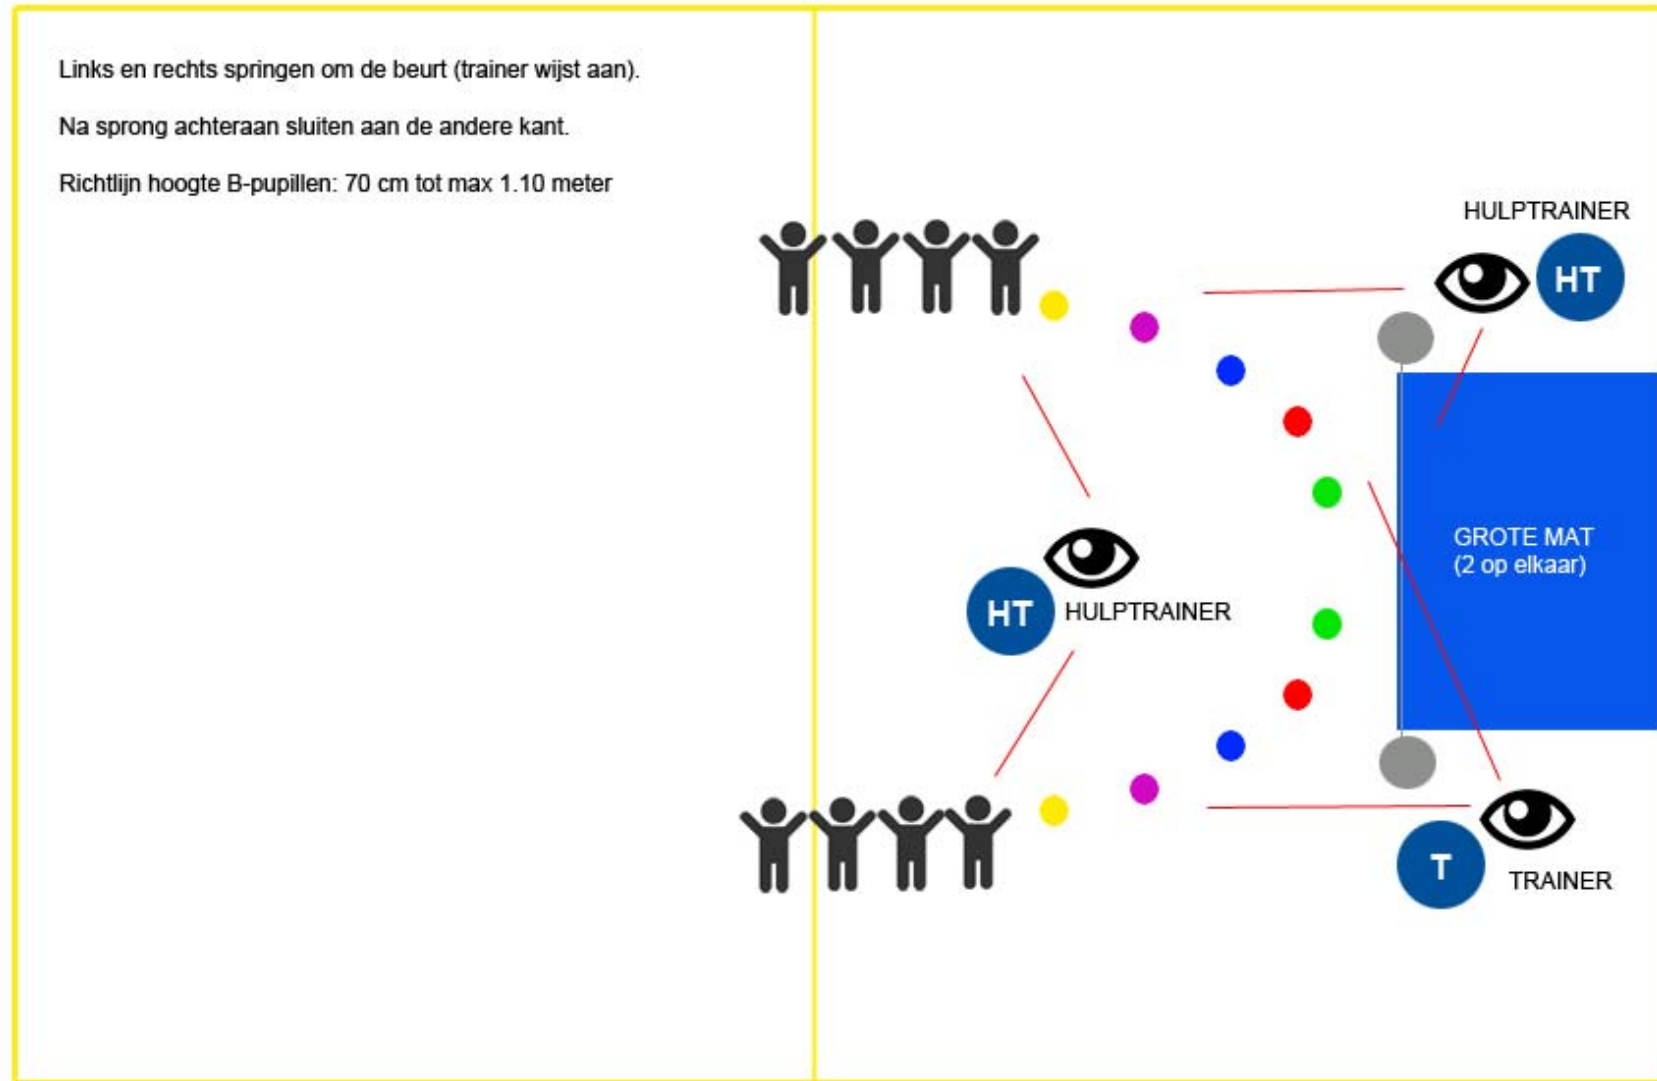 Links en rechts springen om de beurt (trainer wijst aan).
Na sprong achteraan sluiten aan de andere kant.
Richtlijn hoogte B-pupillen: 70 cm tot max 1.10 meter
HULPTRAINER
HT
GROTE MAT
(2 op elkaar)
HT
HULPTRAINER
T
TRAINER